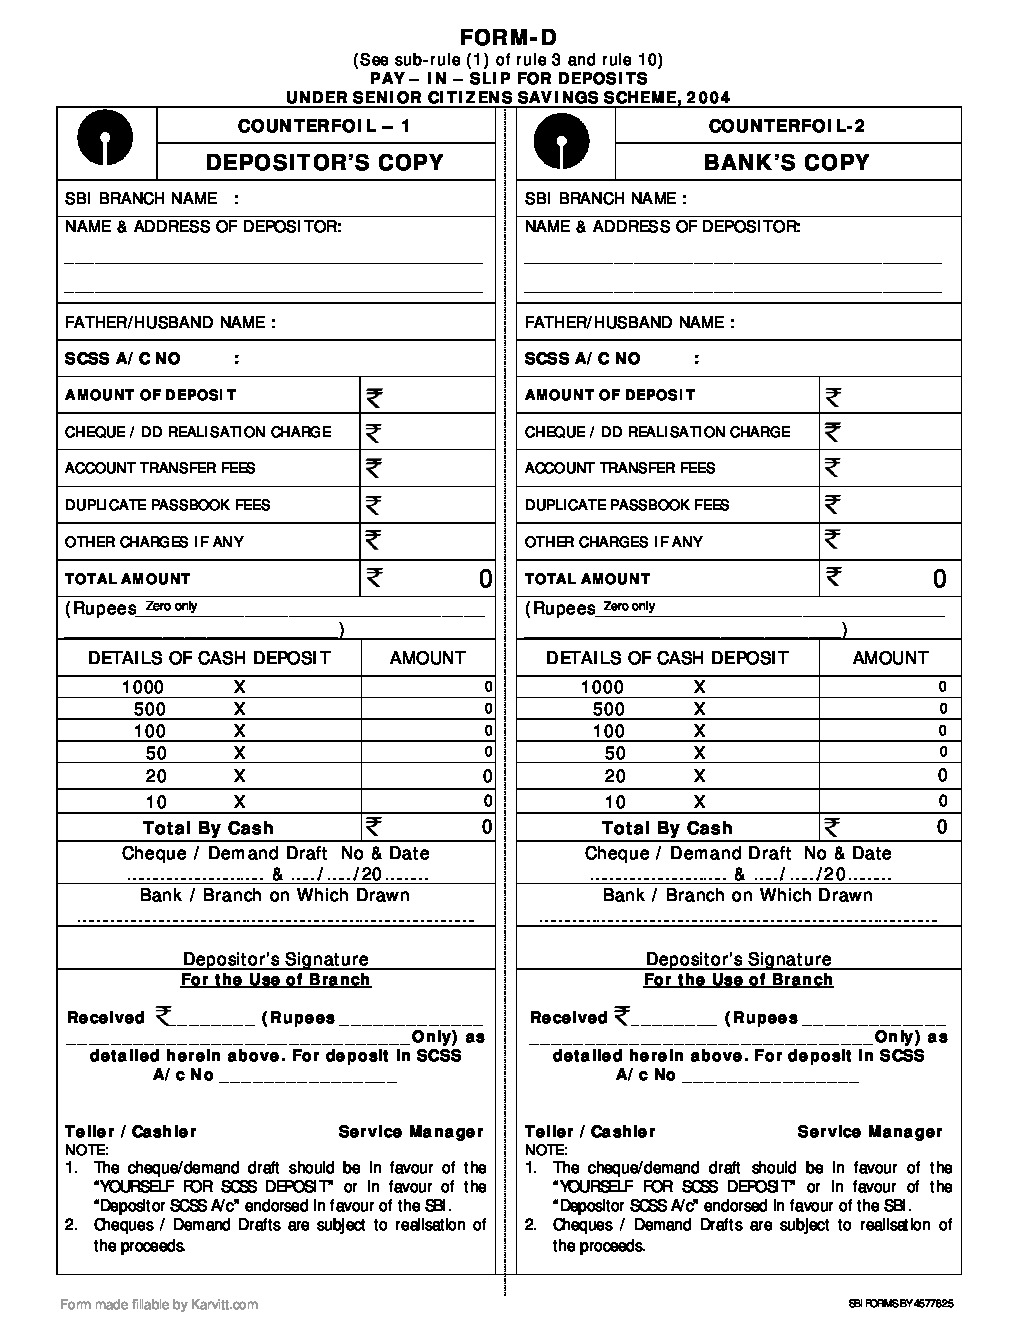 FORM-D
(See sub-rule (1) of rule 3 and rule 10)
PAY – IN – SLIP FOR DEPOSITS
UNDER SENIOR CITIZENS SAVINGS SCHEME, 2004
COUNTERFOIL – 1
DEPOSITOR'S COPY
SBI BRANCH NAME :
NAME & ADDRESS OF DEPOSITOR:
FATHER/HUSBAND NAME :
SCSS A/C NO :
AMOUNT OF DEPOSIT ₹
CHEQUE / DD REALISATION CHARGE ₹
ACCOUNT TRANSFER FEES ₹
DUPLICATE PASSBOOK FEES ₹
OTHER CHARGES IF ANY ₹
TOTAL AMOUNT ₹ 0
(Rupees Zero only
)
DETAILS OF CASH DEPOSIT AMOUNT
1000 X 0
500 X 0
100 X 0
50 X 0
20 X 0
10 X 0
Total By Cash ₹ 0
Cheque / Demand Draft No & Date
...................... & ..../..../20.......
Bank / Branch on Which Drawn
Depositor's Signature
For the Use of Branch
Received ₹________ (Rupees _____________
_______________________________Only) as
detailed herein above. For deposit in SCSS
A/c No ________________
Teller / Cashier Service Manager
NOTE:
1. The cheque/demand draft should be in favour of the
"YOURSELF FOR SCSS DEPOSIT" or in favour of the
"Depositor SCSS A/c" endorsed in favour of the SBI.
2. Cheques / Demand Drafts are subject to realisation of
the proceeds.
COUNTERFOIL-2
BANK'S COPY
SBI BRANCH NAME :
NAME & ADDRESS OF DEPOSITOR:
FATHER/HUSBAND NAME :
SCSS A/C NO :
AMOUNT OF DEPOSIT ₹
CHEQUE / DD REALISATION CHARGE ₹
ACCOUNT TRANSFER FEES ₹
DUPLICATE PASSBOOK FEES ₹
OTHER CHARGES IF ANY ₹
TOTAL AMOUNT ₹ 0
(Rupees Zero only
)
DETAILS OF CASH DEPOSIT AMOUNT
1000 X 0
500 X 0
100 X 0
50 X 0
20 X 0
10 X 0
Total By Cash ₹ 0
Cheque / Demand Draft No & Date
...................... & ..../..../20.......
Bank / Branch on Which Drawn
Depositor's Signature
For the Use of Branch
Received ₹________ (Rupees _____________
_______________________________Only) as
detailed herein above. For deposit in SCSS
A/c No ________________
Teller / Cashier Service Manager
NOTE:
1. The cheque/demand draft should be in favour of the
"YOURSELF FOR SCSS DEPOSIT" or in favour of the
"Depositor SCSS A/c" endorsed in favour of the SBI.
2. Cheques / Demand Drafts are subject to realisation of
the proceeds.
Form made fillable by Karvitt.com
SBI FORMS BY 4577825